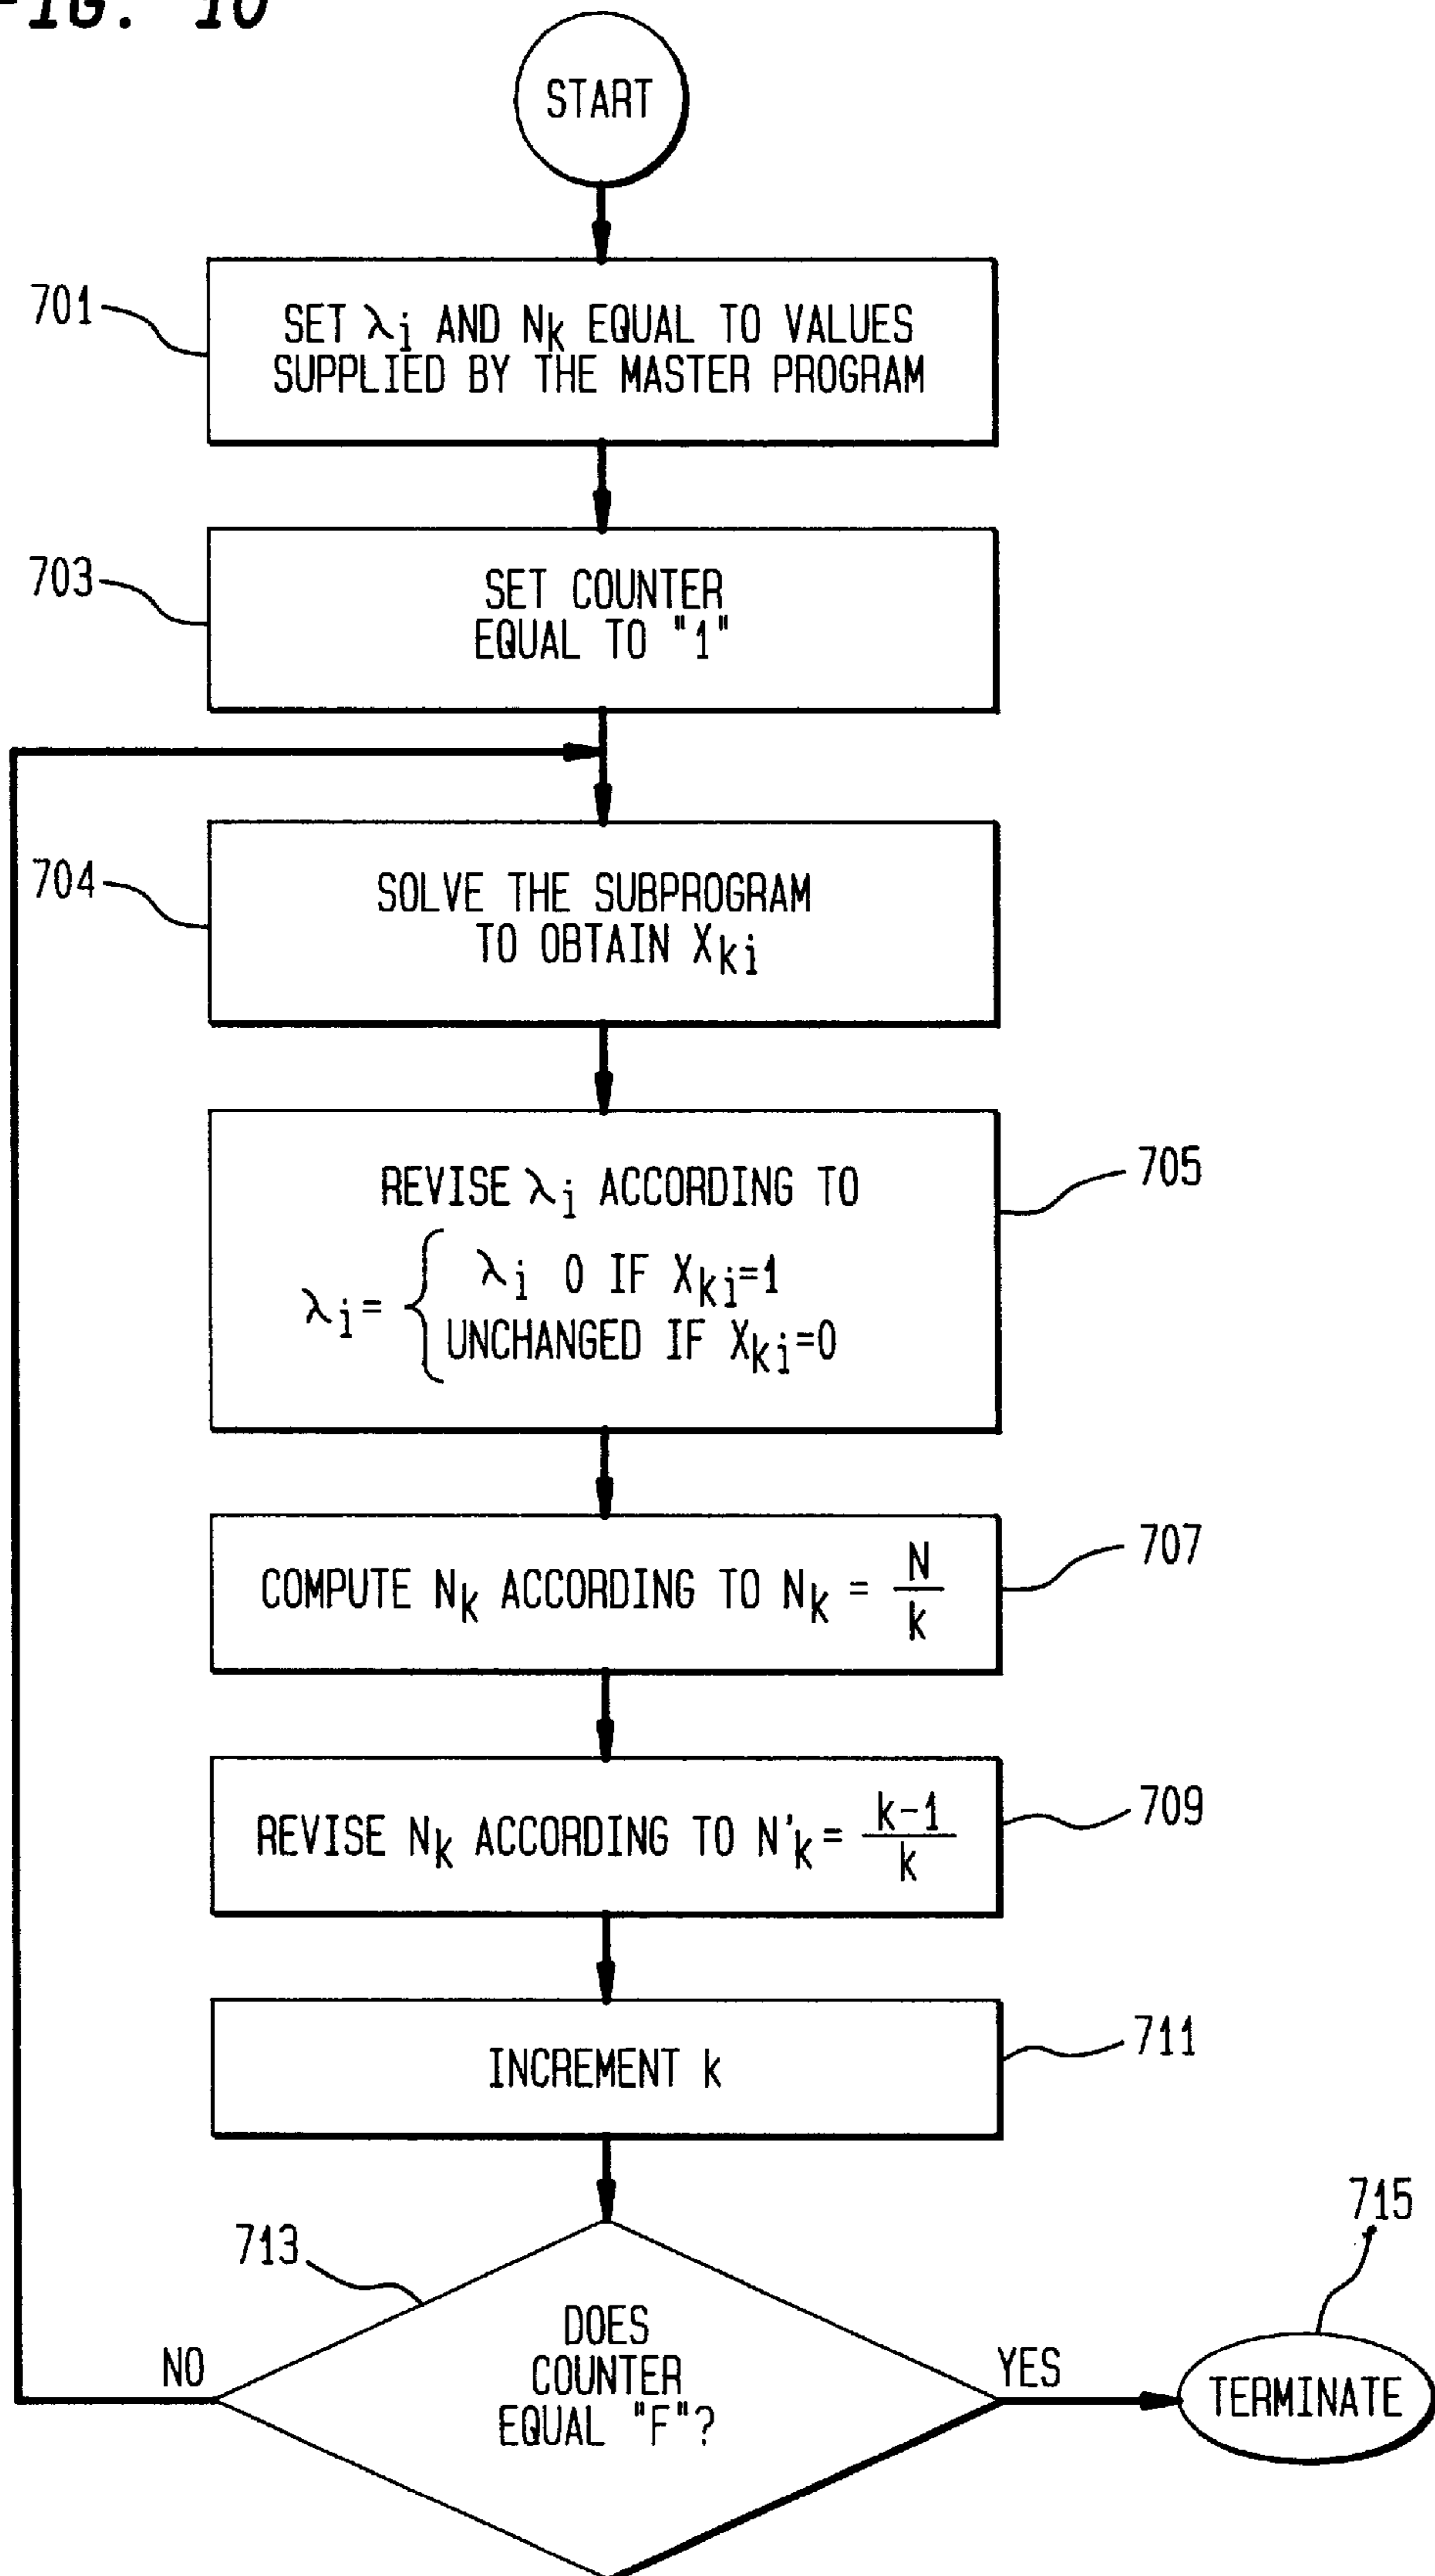 FIG. 10
START
701
SET λi AND Nk EQUAL TO VALUES
SUPPLIED BY THE MASTER PROGRAM
703
SET COUNTER
EQUAL TO "1"
704
SOLVE THE SUBPROGRAM
TO OBTAIN Xki
705
REVISE λi ACCORDING TO
λi = { λi 0 IF Xki=1
UNCHANGED IF Xki=0
707
COMPUTE Nk ACCORDING TO Nk = N/k
709
REVISE Nk ACCORDING TO N'k = k-1/k
711
INCREMENT k
713
715
DOES
COUNTER
EQUAL "F"?
NO
YES
TERMINATE